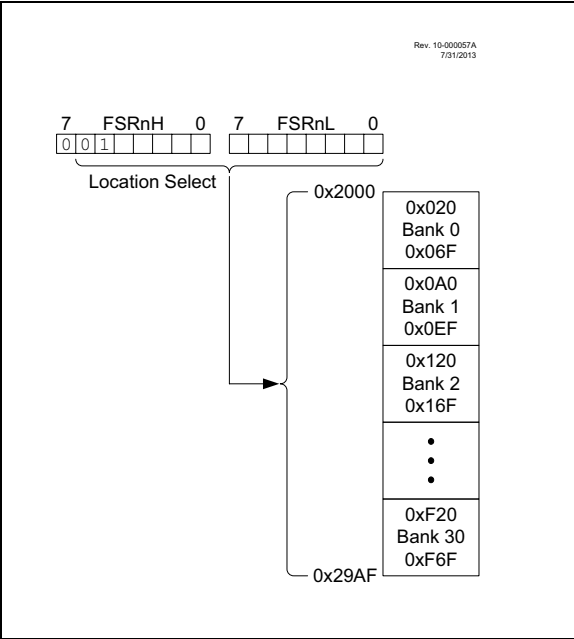 Rev. 10-000057A
7/31/2013
7 FSRnH 0 7 FSRnL 0
0 0 1
Location Select
0x2000
0x020
Bank 0
0x06F
0x0A0
Bank 1
0x0EF
0x120
Bank 2
0x16F
0xF20
Bank 30
0xF6F
0x29AF